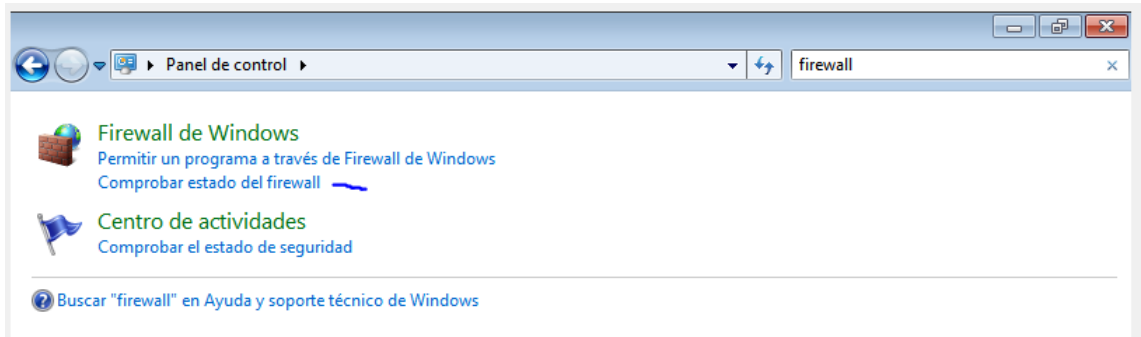 Panel de control
firewall
Firewall de Windows
Permitir un programa a través de Firewall de Windows
Comprobar estado del firewall
Centro de actividades
Comprobar el estado de seguridad
Buscar "firewall" en Ayuda y soporte técnico de Windows